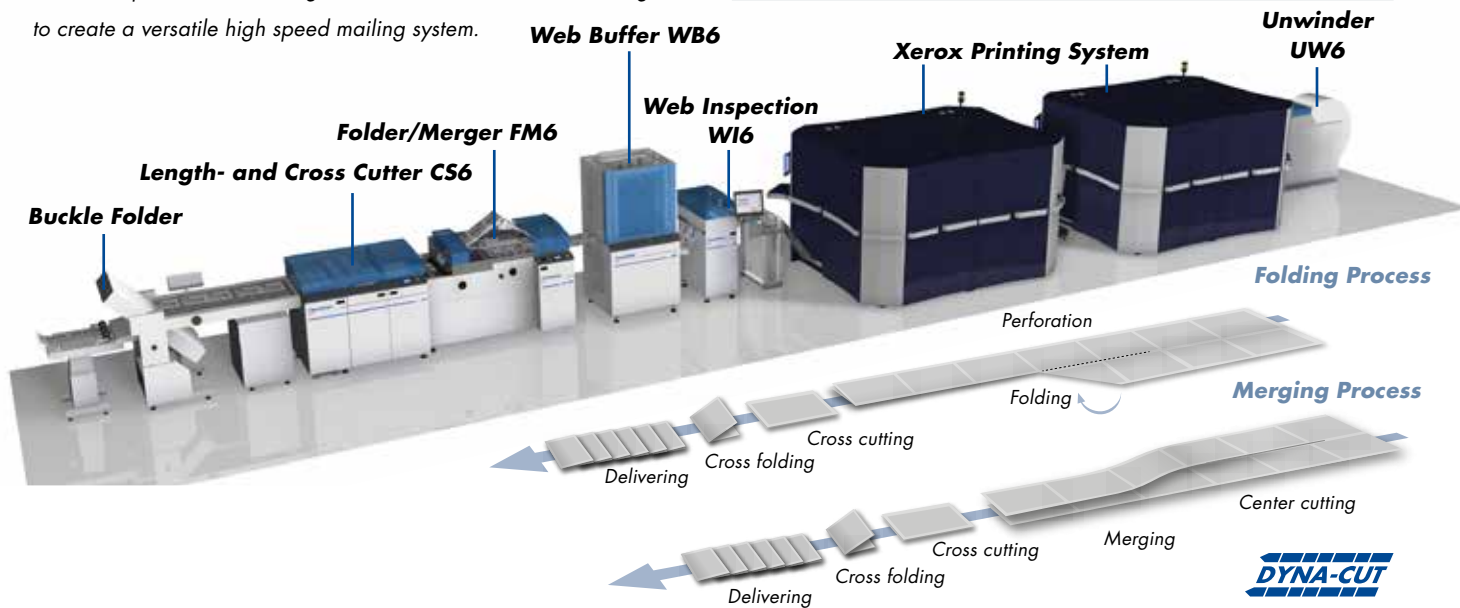 to create a versatile high speed mailing system.
Unwinder
UW6
Web Buffer WB6
Xerox Printing System
Web Inspection
WI6
Folder/Merger FM6
Length- and Cross Cutter CS6
Buckle Folder
Folding Process
Perforation
Folding
Cross cutting
Cross folding
Delivering
Merging Process
Center cutting
Merging
Cross cutting
Cross folding
Delivering
DYNA-CUT